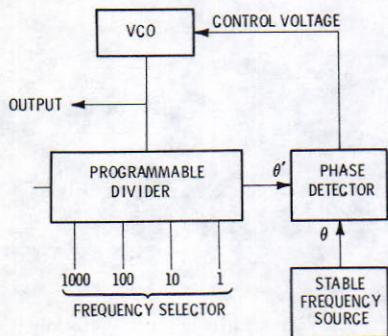 VCO
CONTROL VOLTAGE
OUTPUT
PROGRAMMABLE
DIVIDER
θ'
PHASE
DETECTOR
θ
1000 100 10 1
FREQUENCY SELECTOR
STABLE
FREQUENCY
SOURCE